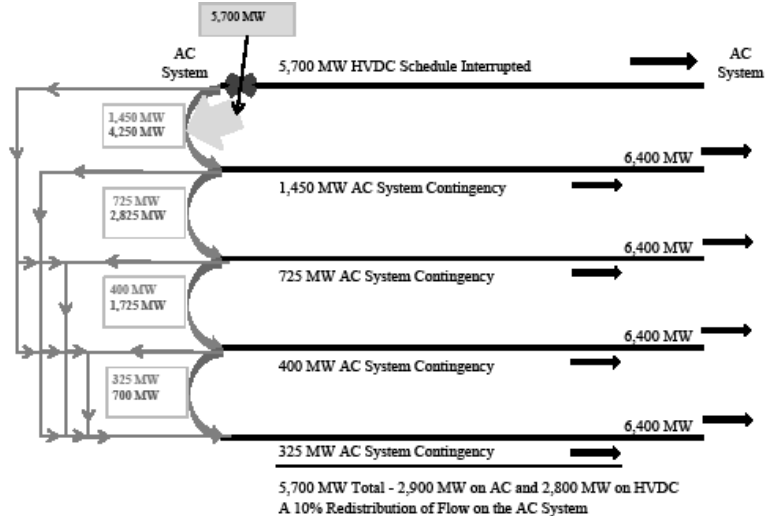 5,700 MW
AC
System
5,700 MW HVDC Schedule Interrupted
AC
System
1,450 MW
4,250 MW
6,400 MW
1,450 MW AC System Contingency
725 MW
2,825 MW
6,400 MW
725 MW AC System Contingency
400 MW
1,725 MW
6,400 MW
400 MW AC System Contingency
325 MW
700 MW
6,400 MW
325 MW AC System Contingency
5,700 MW Total - 2,900 MW on AC and 2,800 MW on HVDC
A 10% Redistribution of Flow on the AC System